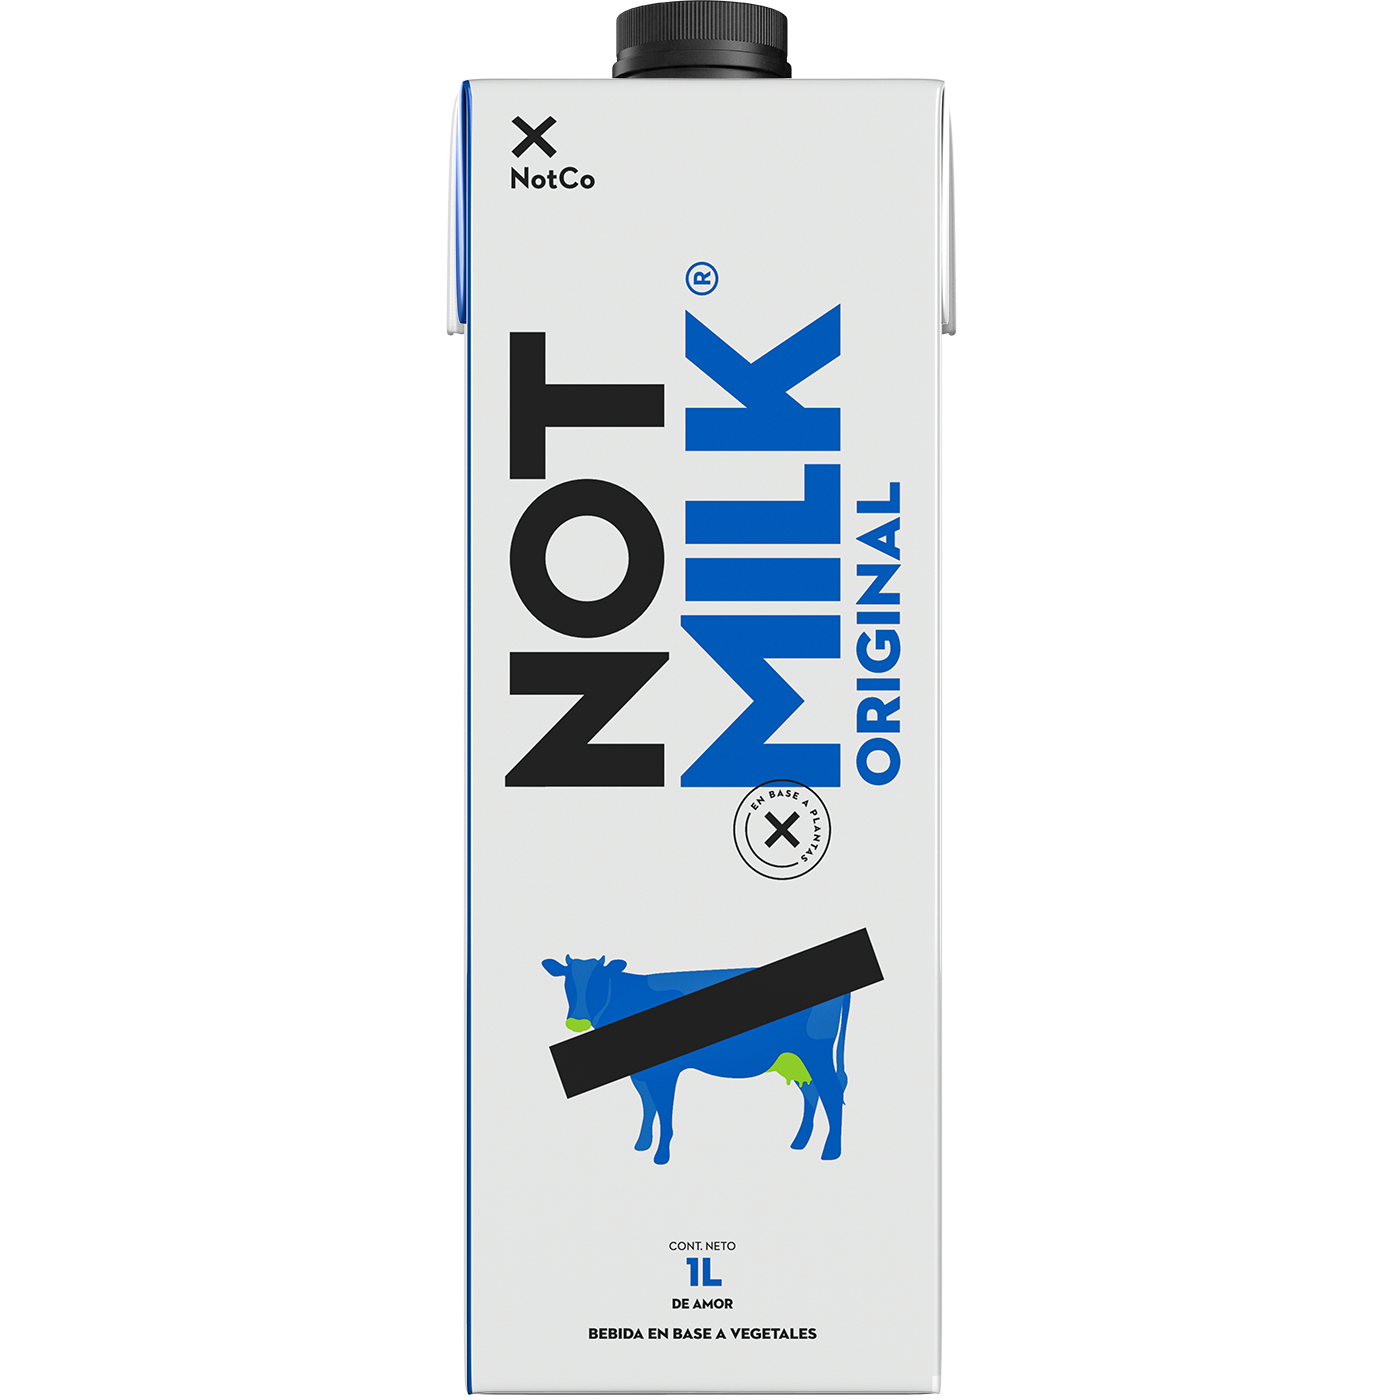 NotCo
NOT
MILK®
ORIGINAL
EN BASE A PLANTAS
CONT. NETO
1L
DE AMOR
BEBIDA EN BASE A VEGETALES